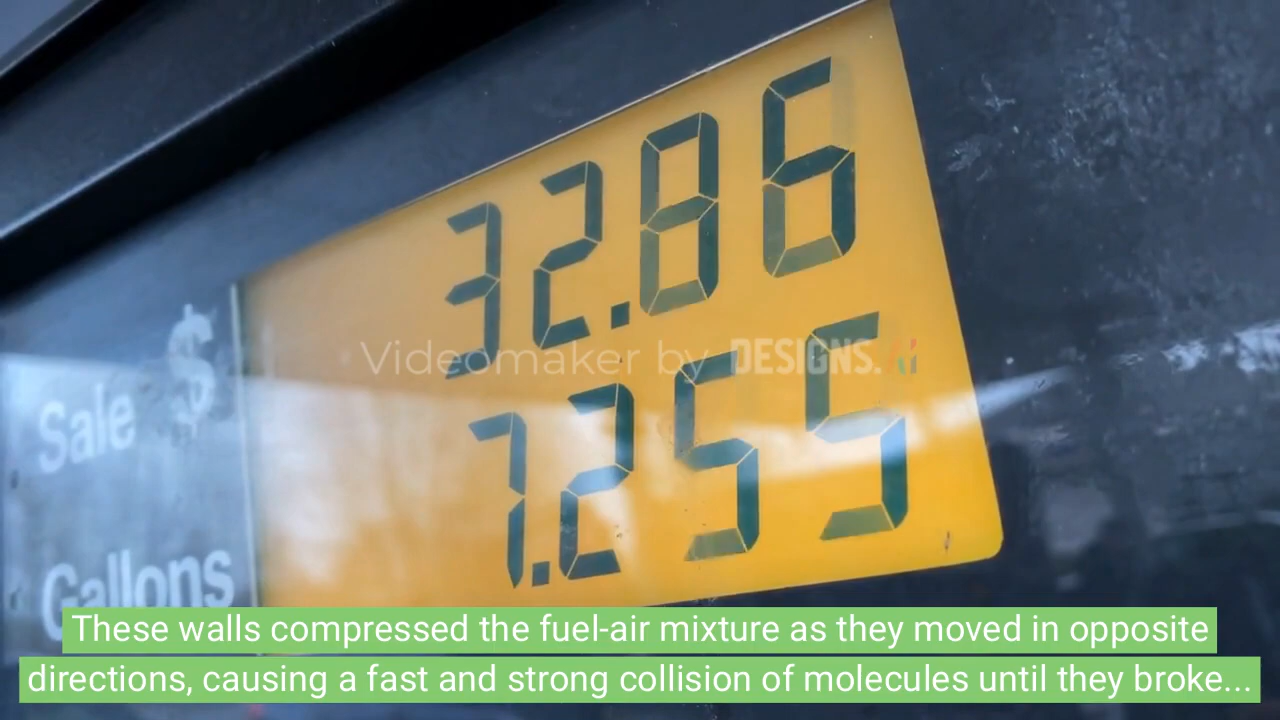 32.86
Sale $
Videomaker by DESIGNS.Ai
7.255
Gallons
These walls compressed the fuel-air mixture as they moved in opposite
directions, causing a fast and strong collision of molecules until they broke...